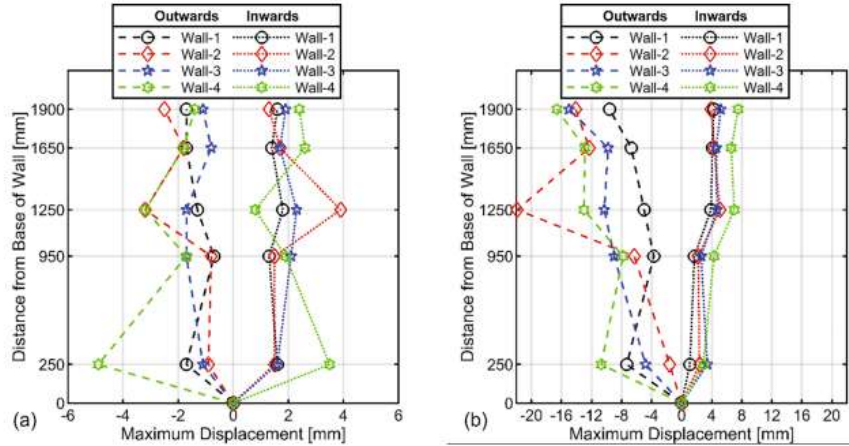 Outwards Inwards
Wall-1 Wall-1
Wall-2 Wall-2
Wall-3 Wall-3
Wall-4 Wall-4
Distance from Base of Wall [mm]
1900
1650
1250
950
250
0
-6 -4 -2 0 2 4 6
(a) Maximum Displacement [mm]
Outwards Inwards
Wall-1 Wall-1
Wall-2 Wall-2
Wall-3 Wall-3
Wall-4 Wall-4
Distance from Base of Wall [mm]
1900
1650
1250
950
250
0
-20 -16 -12 -8 -4 0 4 8 12 16 20
(b) Maximum Displacement [mm]